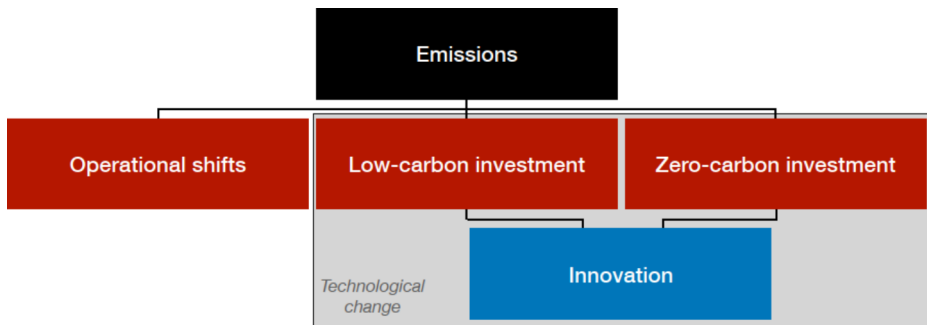 Emissions
Operational shifts
Low-carbon investment
Zero-carbon investment
Innovation
Technological
change